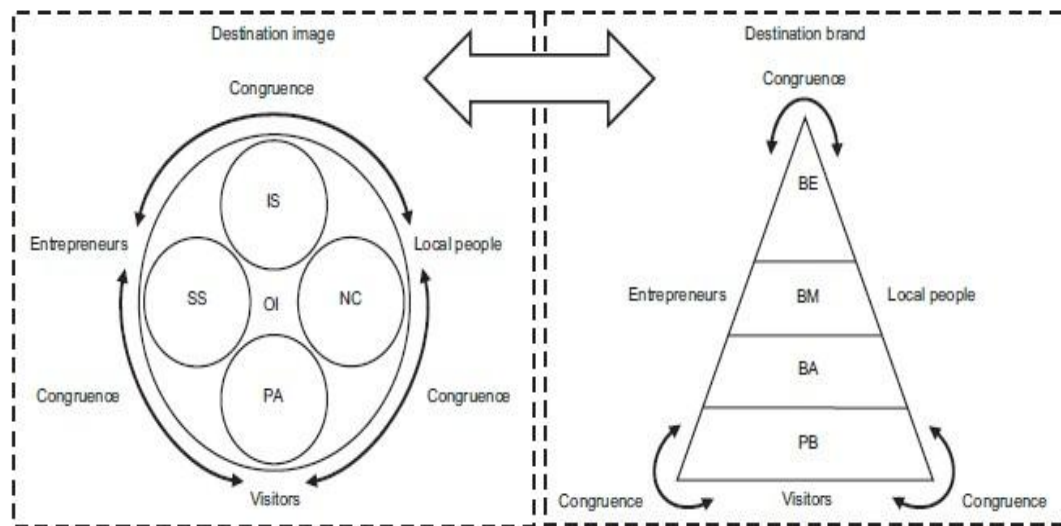 Destination image
Congruence
IS
Entrepreneurs
Local people
SS
OI
NC
Congruence
PA
Congruence
Visitors
Destination brand
Congruence
BE
Entrepreneurs
BM
Local people
BA
PB
Congruence
Visitors
Congruence